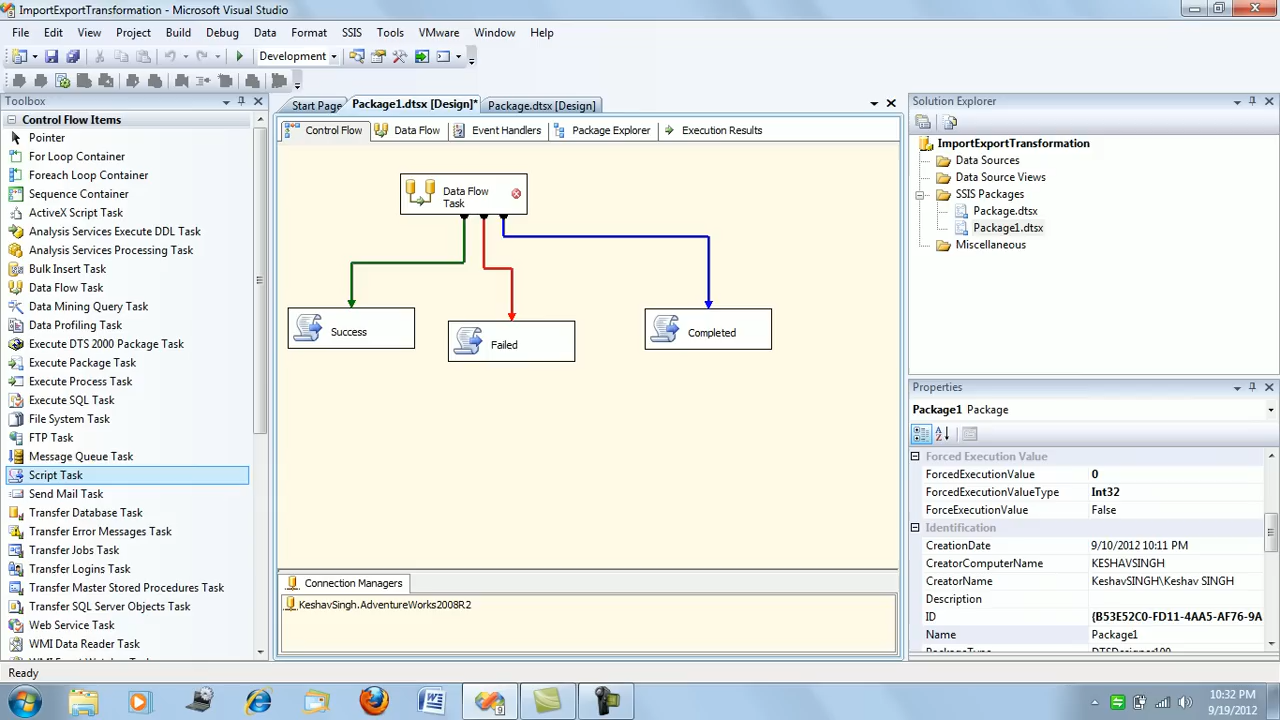 ImportExportTransformation - Microsoft Visual Studio
File Edit View Project Build Debug Data Format SSIS Tools VMware Window Help
Development
Toolbox
Control Flow Items
Pointer
For Loop Container
Foreach Loop Container
Sequence Container
ActiveX Script Task
Analysis Services Execute DDL Task
Analysis Services Processing Task
Bulk Insert Task
Data Flow Task
Data Mining Query Task
Data Profiling Task
Execute DTS 2000 Package Task
Execute Package Task
Execute Process Task
Execute SQL Task
File System Task
FTP Task
Message Queue Task
Script Task
Send Mail Task
Transfer Database Task
Transfer Error Messages Task
Transfer Jobs Task
Transfer Logins Task
Transfer Master Stored Procedures Task
Transfer SQL Server Objects Task
Web Service Task
WMI Data Reader Task
Start Page Package1.dtsx [Design]* Package.dtsx [Design]
Control Flow Data Flow Event Handlers Package Explorer Execution Results
Data Flow
Task
Success
Failed
Completed
Connection Managers
KeshavSingh.AdventureWorks2008R2
Solution Explorer
ImportExportTransformation
Data Sources
Data Source Views
SSIS Packages
Package.dtsx
Package1.dtsx
Miscellaneous
Properties
Package1 Package
Forced Execution Value
ForcedExecutionValue 0
ForcedExecutionValueType Int32
ForceExecutionValue False
Identification
CreationDate 9/10/2012 10:11 PM
CreatorComputerName KESHAVSINGH
CreatorName KeshavSINGH\Keshav SINGH
Description
ID {B53E52C0-FD11-4AA5-AF76-9A
Name Package1
PackageType DTSDesigner100
Ready
10:32 PM
9/19/2012